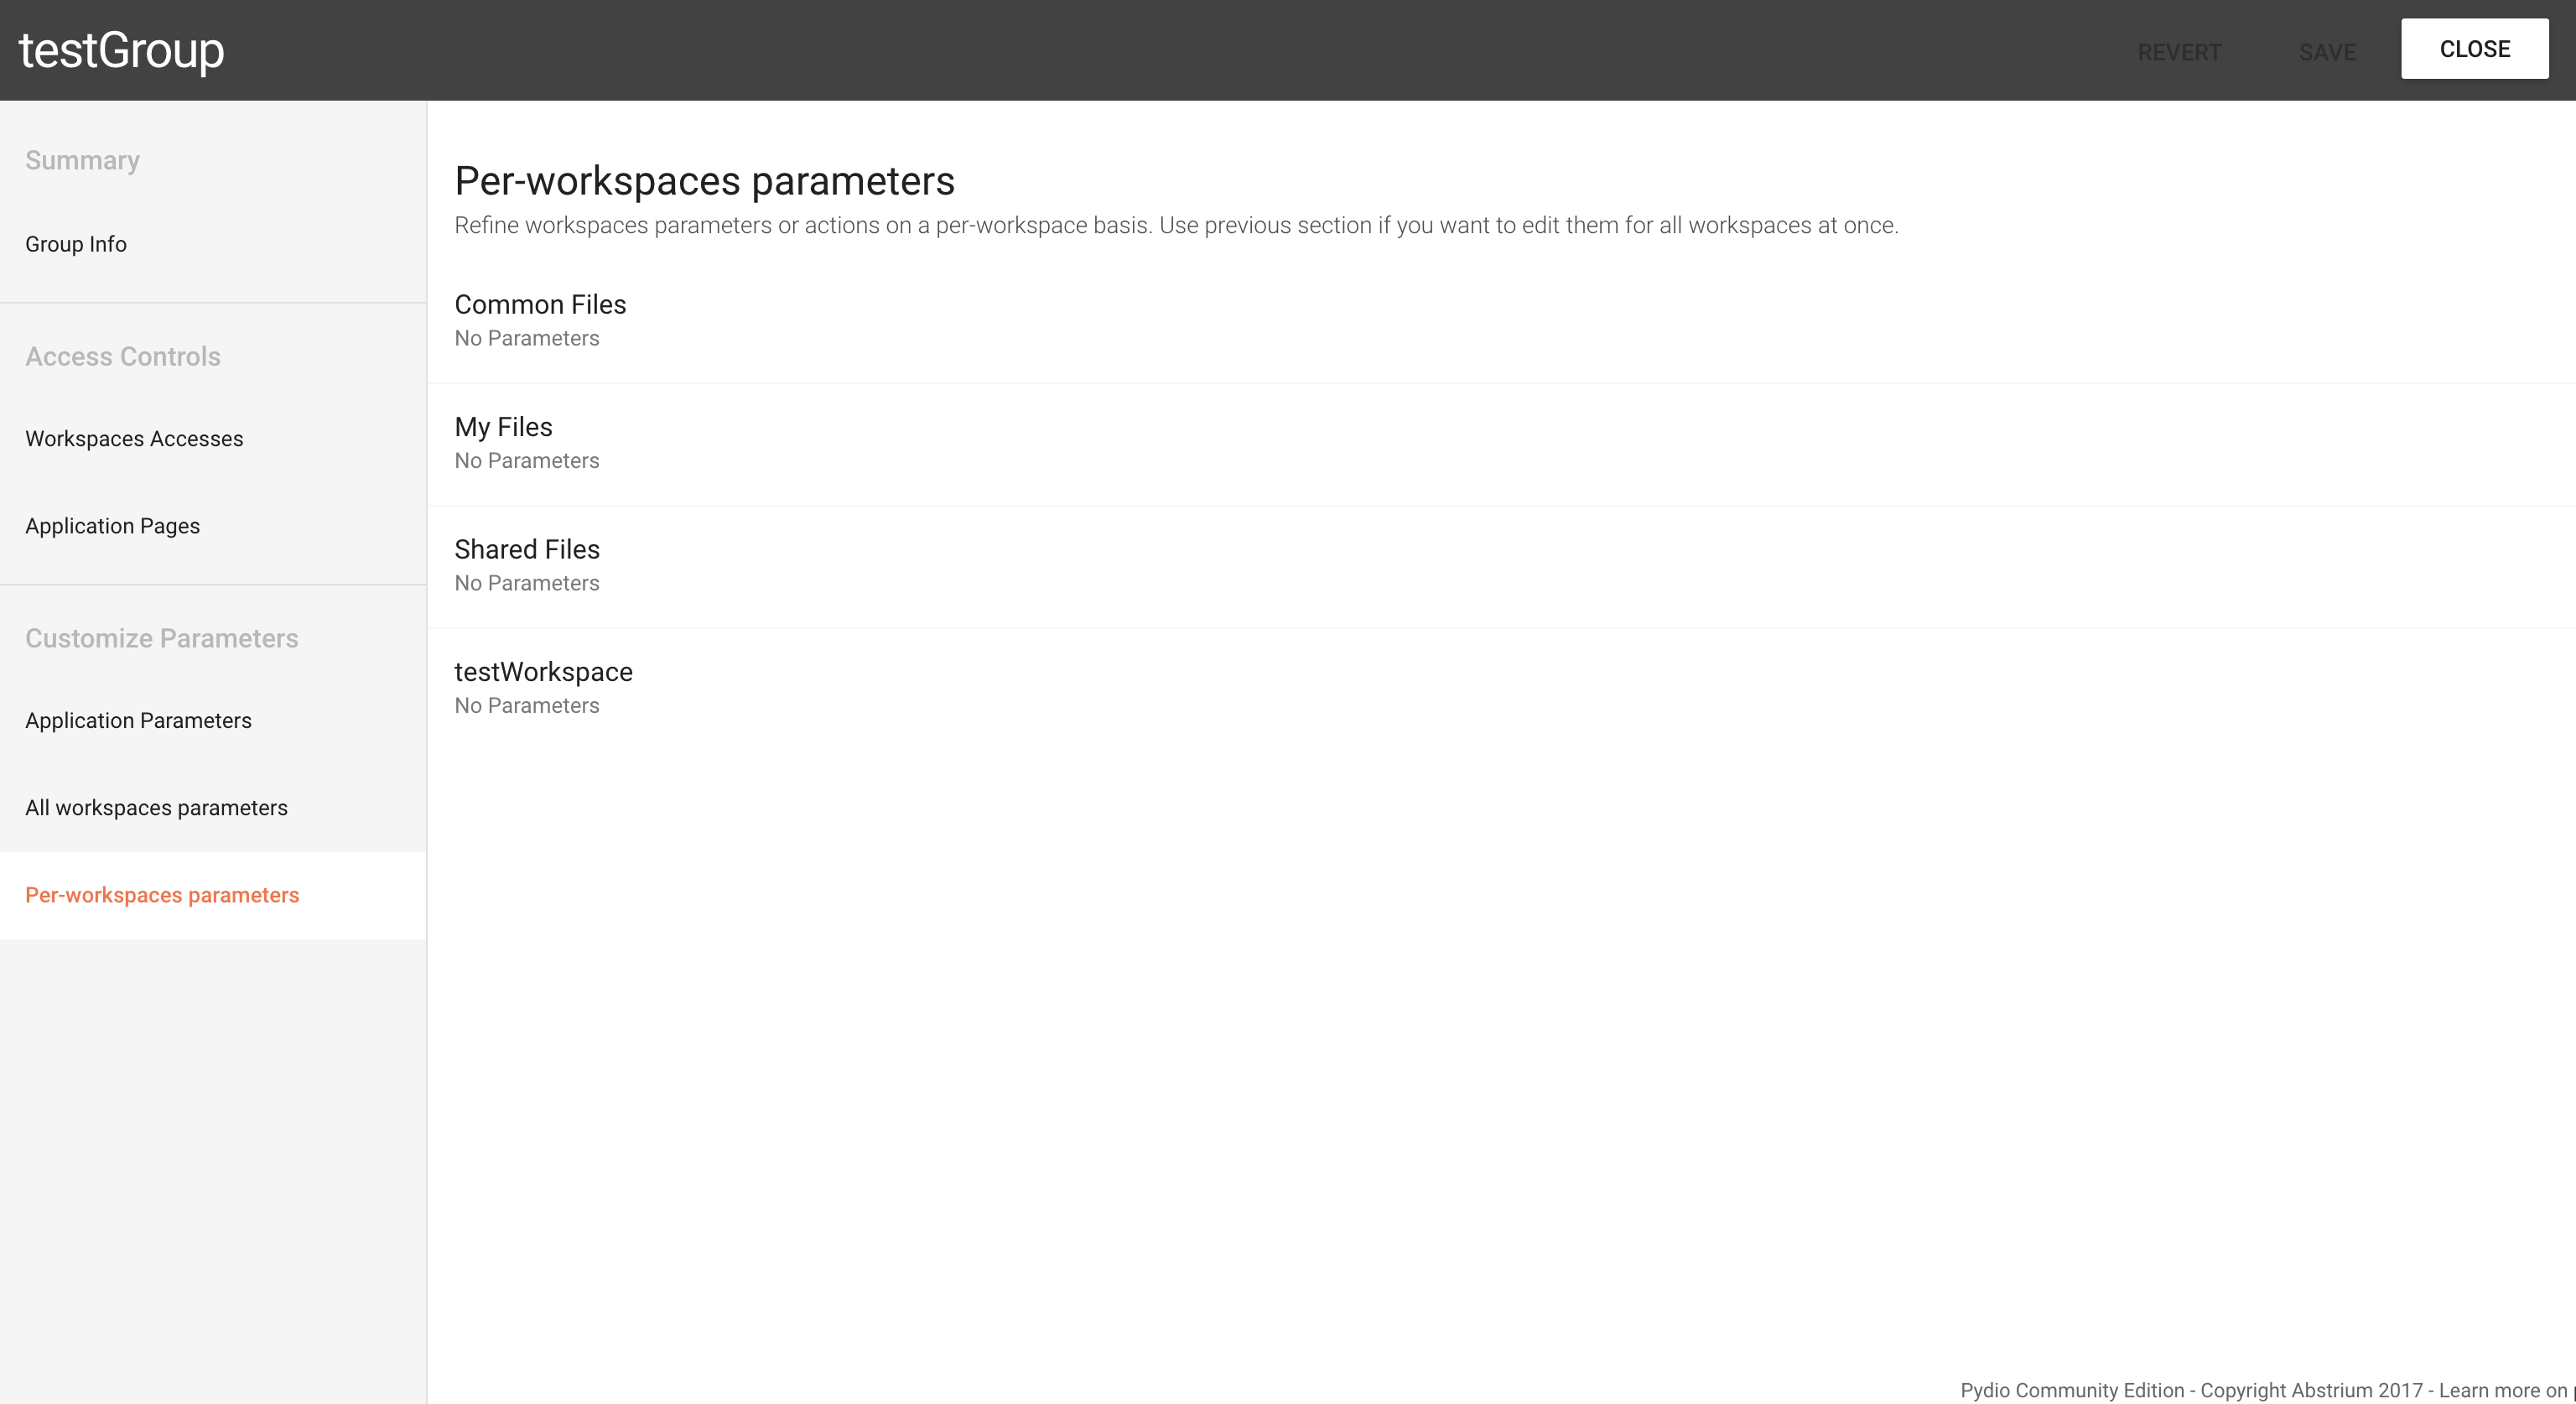 testGroup
REVERT
SAVE
CLOSE
Summary
Group Info
Access Controls
Workspaces Accesses
Application Pages
Customize Parameters
Application Parameters
All workspaces parameters
Per-workspaces parameters
Per-workspaces parameters
Refine workspaces parameters or actions on a per-workspace basis. Use previous section if you want to edit them for all workspaces at once.
Common Files
No Parameters
My Files
No Parameters
Shared Files
No Parameters
testWorkspace
No Parameters
Pydio Community Edition - Copyright Abstrium 2017 - Learn more on